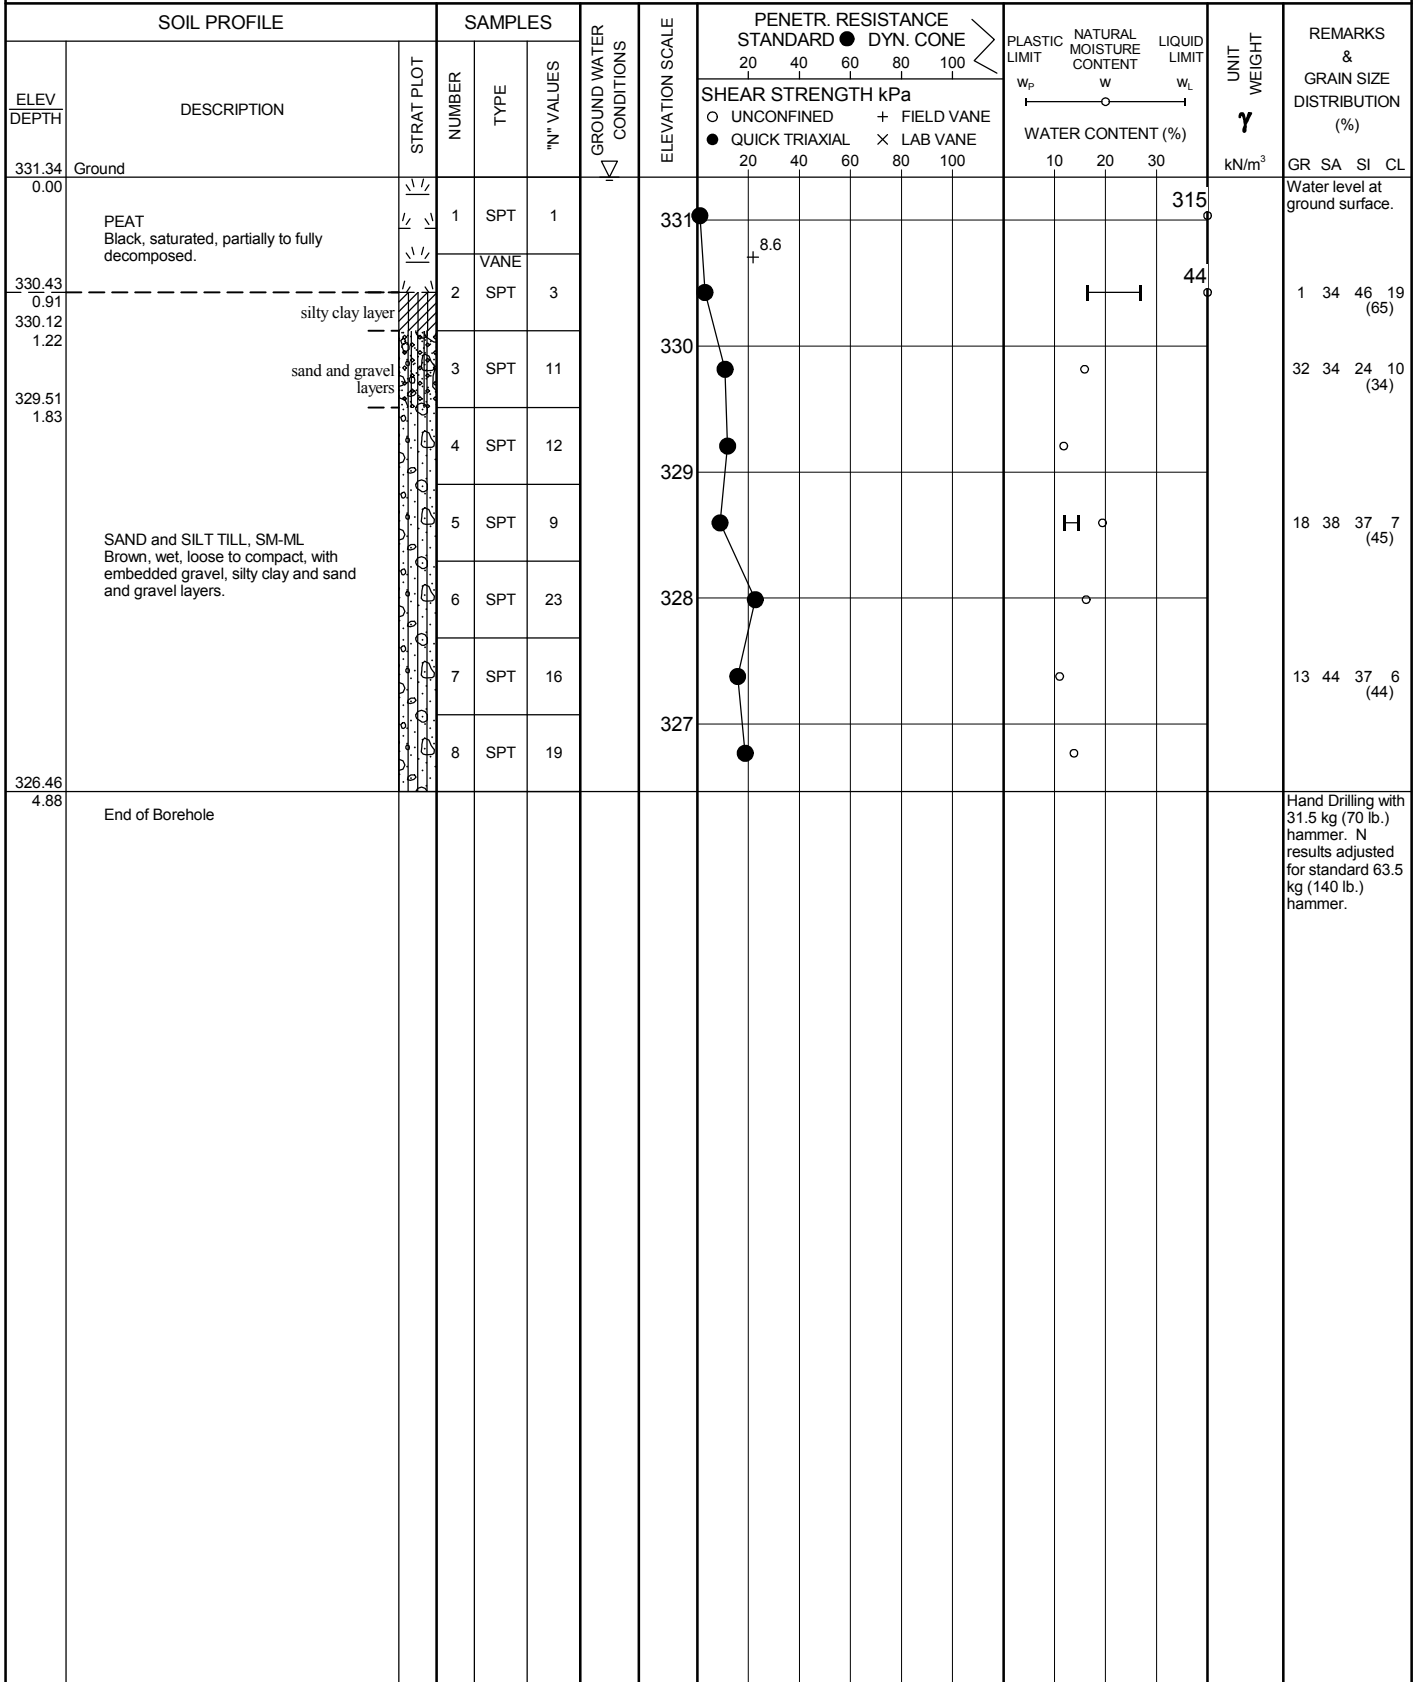 SOIL PROFILE
SAMPLES
GROUND WATER CONDITIONS
ELEVATION SCALE
PENETR. RESISTANCE
STANDARD ● DYN. CONE
20 40 60 80 100
SHEAR STRENGTH kPa
○ UNCONFINED + FIELD VANE
● QUICK TRIAXIAL × LAB VANE
20 40 60 80 100
PLASTIC LIMIT
NATURAL MOISTURE CONTENT
LIQUID LIMIT
WP W WL
WATER CONTENT (%)
10 20 30
UNIT WEIGHT
γ
kN/m³
REMARKS
&
GRAIN SIZE
DISTRIBUTION
(%)
GR SA SI CL
ELEV
DEPTH
DESCRIPTION
STRAT PLOT
NUMBER
TYPE
"N" VALUES
331.34 Ground
0.00
PEAT
Black, saturated, partially to fully
decomposed.
1 SPT 1
331
315
Water level at
ground surface.
VANE
8.6
330.43
0.91
silty clay layer
2 SPT 3
44
1 34 46 19
(65)
330.12
1.22
330
sand and gravel
layers
3 SPT 11
32 34 24 10
(34)
329.51
1.83
4 SPT 12
329
SAND and SILT TILL, SM-ML
Brown, wet, loose to compact, with
embedded gravel, silty clay and sand
and gravel layers.
5 SPT 9
18 38 37 7
(45)
6 SPT 23
328
7 SPT 16
13 44 37 6
(44)
327
8 SPT 19
326.46
4.88
End of Borehole
Hand Drilling with
31.5 kg (70 lb.)
hammer. N
results adjusted
for standard 63.5
kg (140 lb.)
hammer.